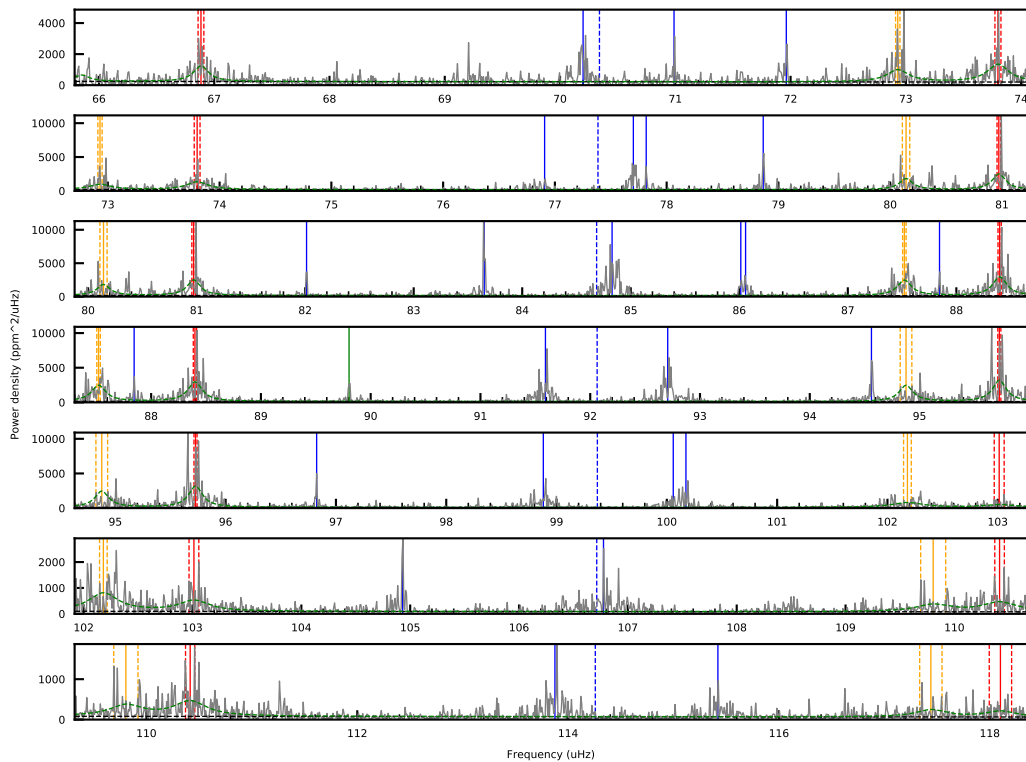 4000
2000
0
66 67 68 69 70 71 72 73 74
10000
5000
0
73 74 75 76 77 78 79 80 81
10000
5000
0
80 81 82 83 84 85 86 87 88
Power density (ppm^2/uHz)
10000
5000
0
88 89 90 91 92 93 94 95
10000
5000
0
95 96 97 98 99 100 101 102 103
2000
1000
0
102 103 104 105 106 107 108 109 110
1000
0
110 112 114 116 118
Frequency (uHz)